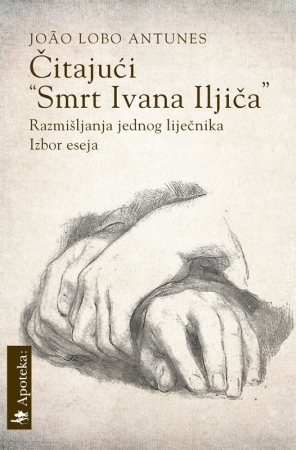 JOÃO LOBO ANTUNES
Čitajući
“Smrt Ivana Iljiča”
Razmišljanja jednog liječnika
Izbor eseja
Apoteka: